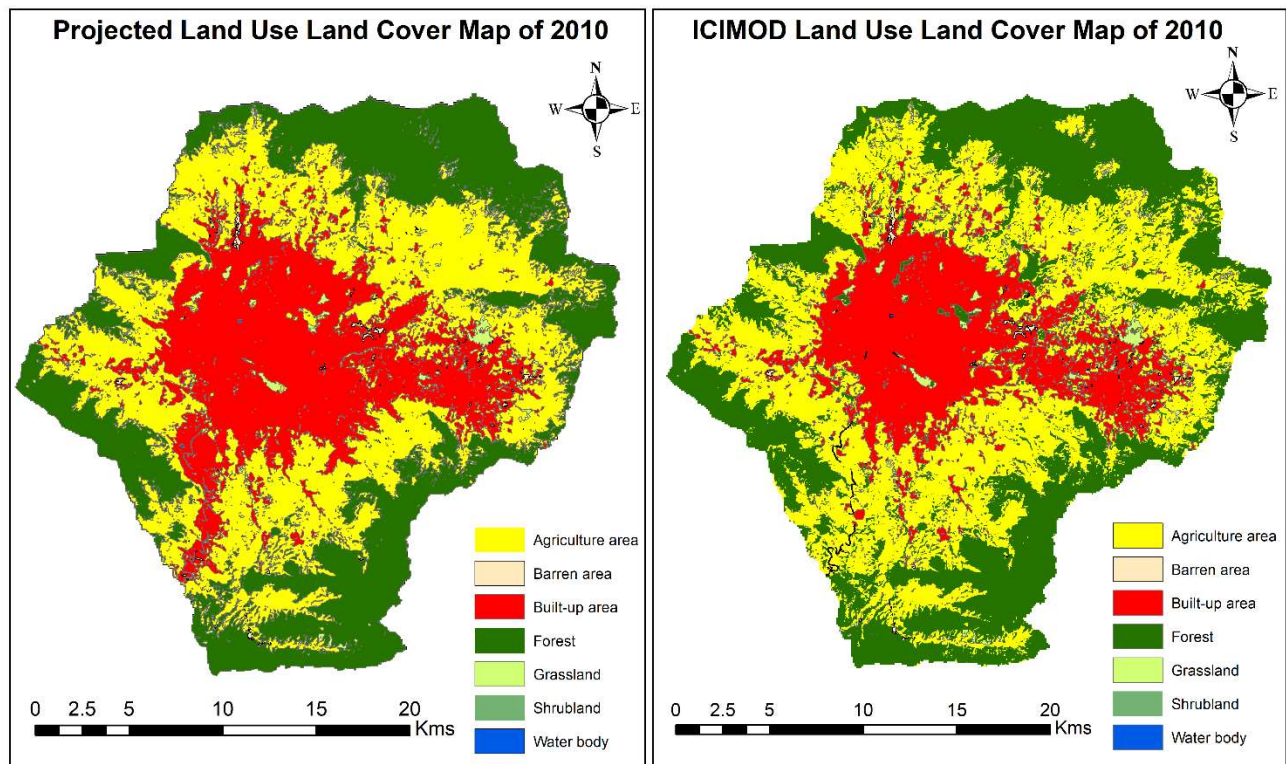 Projected Land Use Land Cover Map of 2010
N
W E
S
Agriculture area
Barren area
Built-up area
Forest
Grassland
Shrubland
Water body
0 2.5 5 10 15 20
Kms
ICIMOD Land Use Land Cover Map of 2010
N
W E
S
Agriculture area
Barren area
Built-up area
Forest
Grassland
Shrubland
Water body
0 2.5 5 10 15 20
Kms